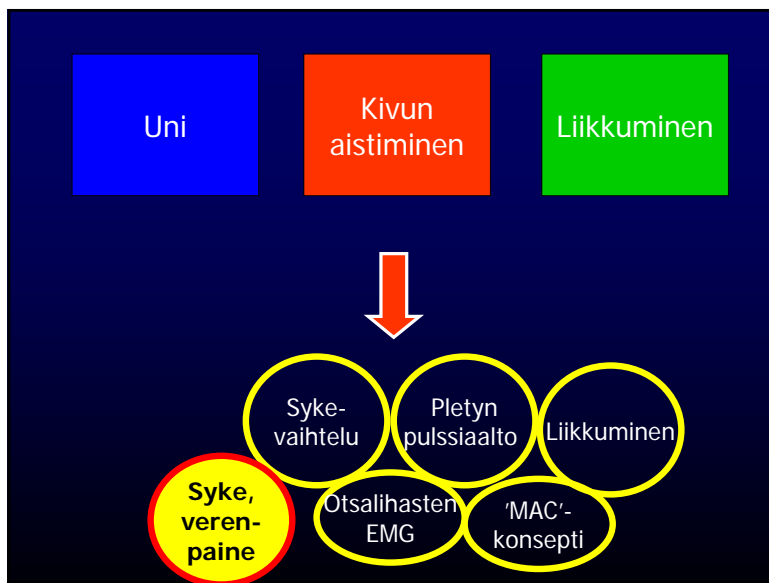 Uni
Kivun
aistiminen
Liikkuminen
Syke-
vaihtelu
Pletyn
pulssiaalto
Liikkuminen
Syke,
veren-
paine
Otsalihasten
EMG
'MAC'-
konsepti